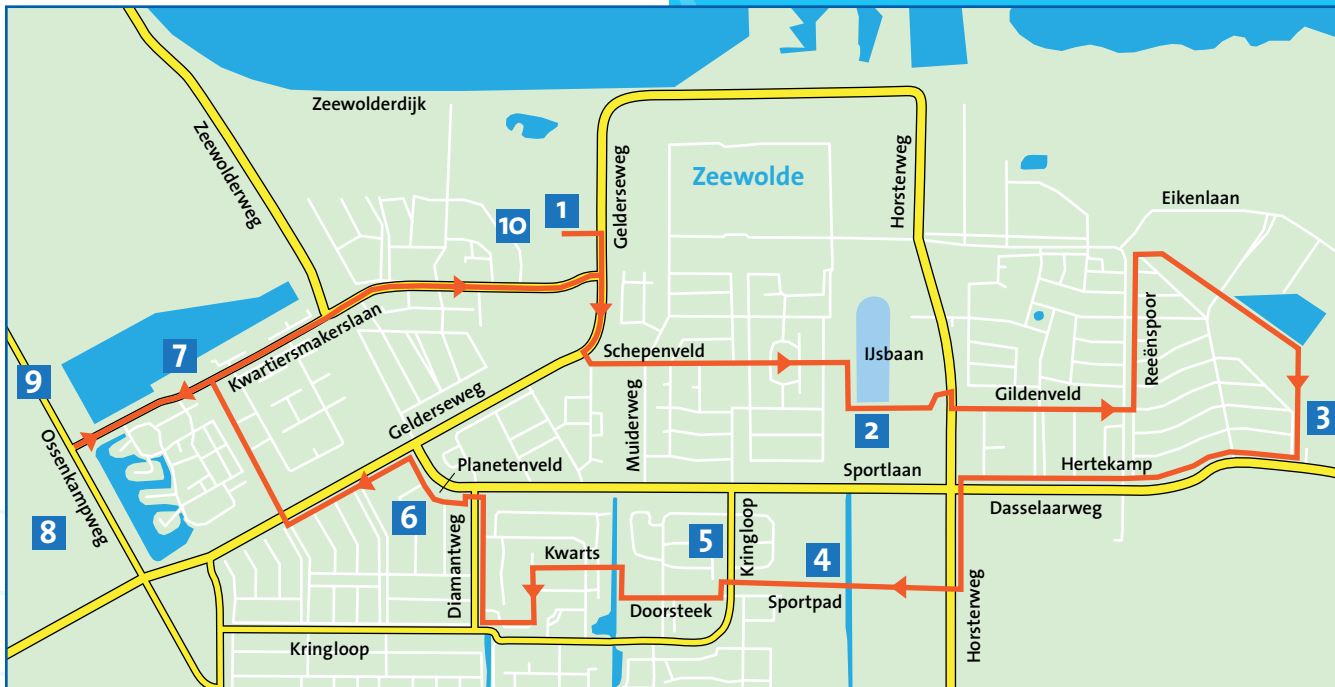 Zeewolderdijk
Zeewolderweg
10
1
Gelderseweg
Zeewolde
Horsterweg
Eikenlaan
7
Kwartiersmakerslaan
9
Schepenveld
IJsbaan
Reeënspoor
Gildenveld
Gelderseweg
Muiderweg
2
3
Ossenkampweg
Planetenveld
Sportlaan
Hertekamp
Dasselaarweg
8
6
Diamantweg
Kwarts
5
Kringloop
4
Doorsteek
Sportpad
Horsterweg
Kringloop